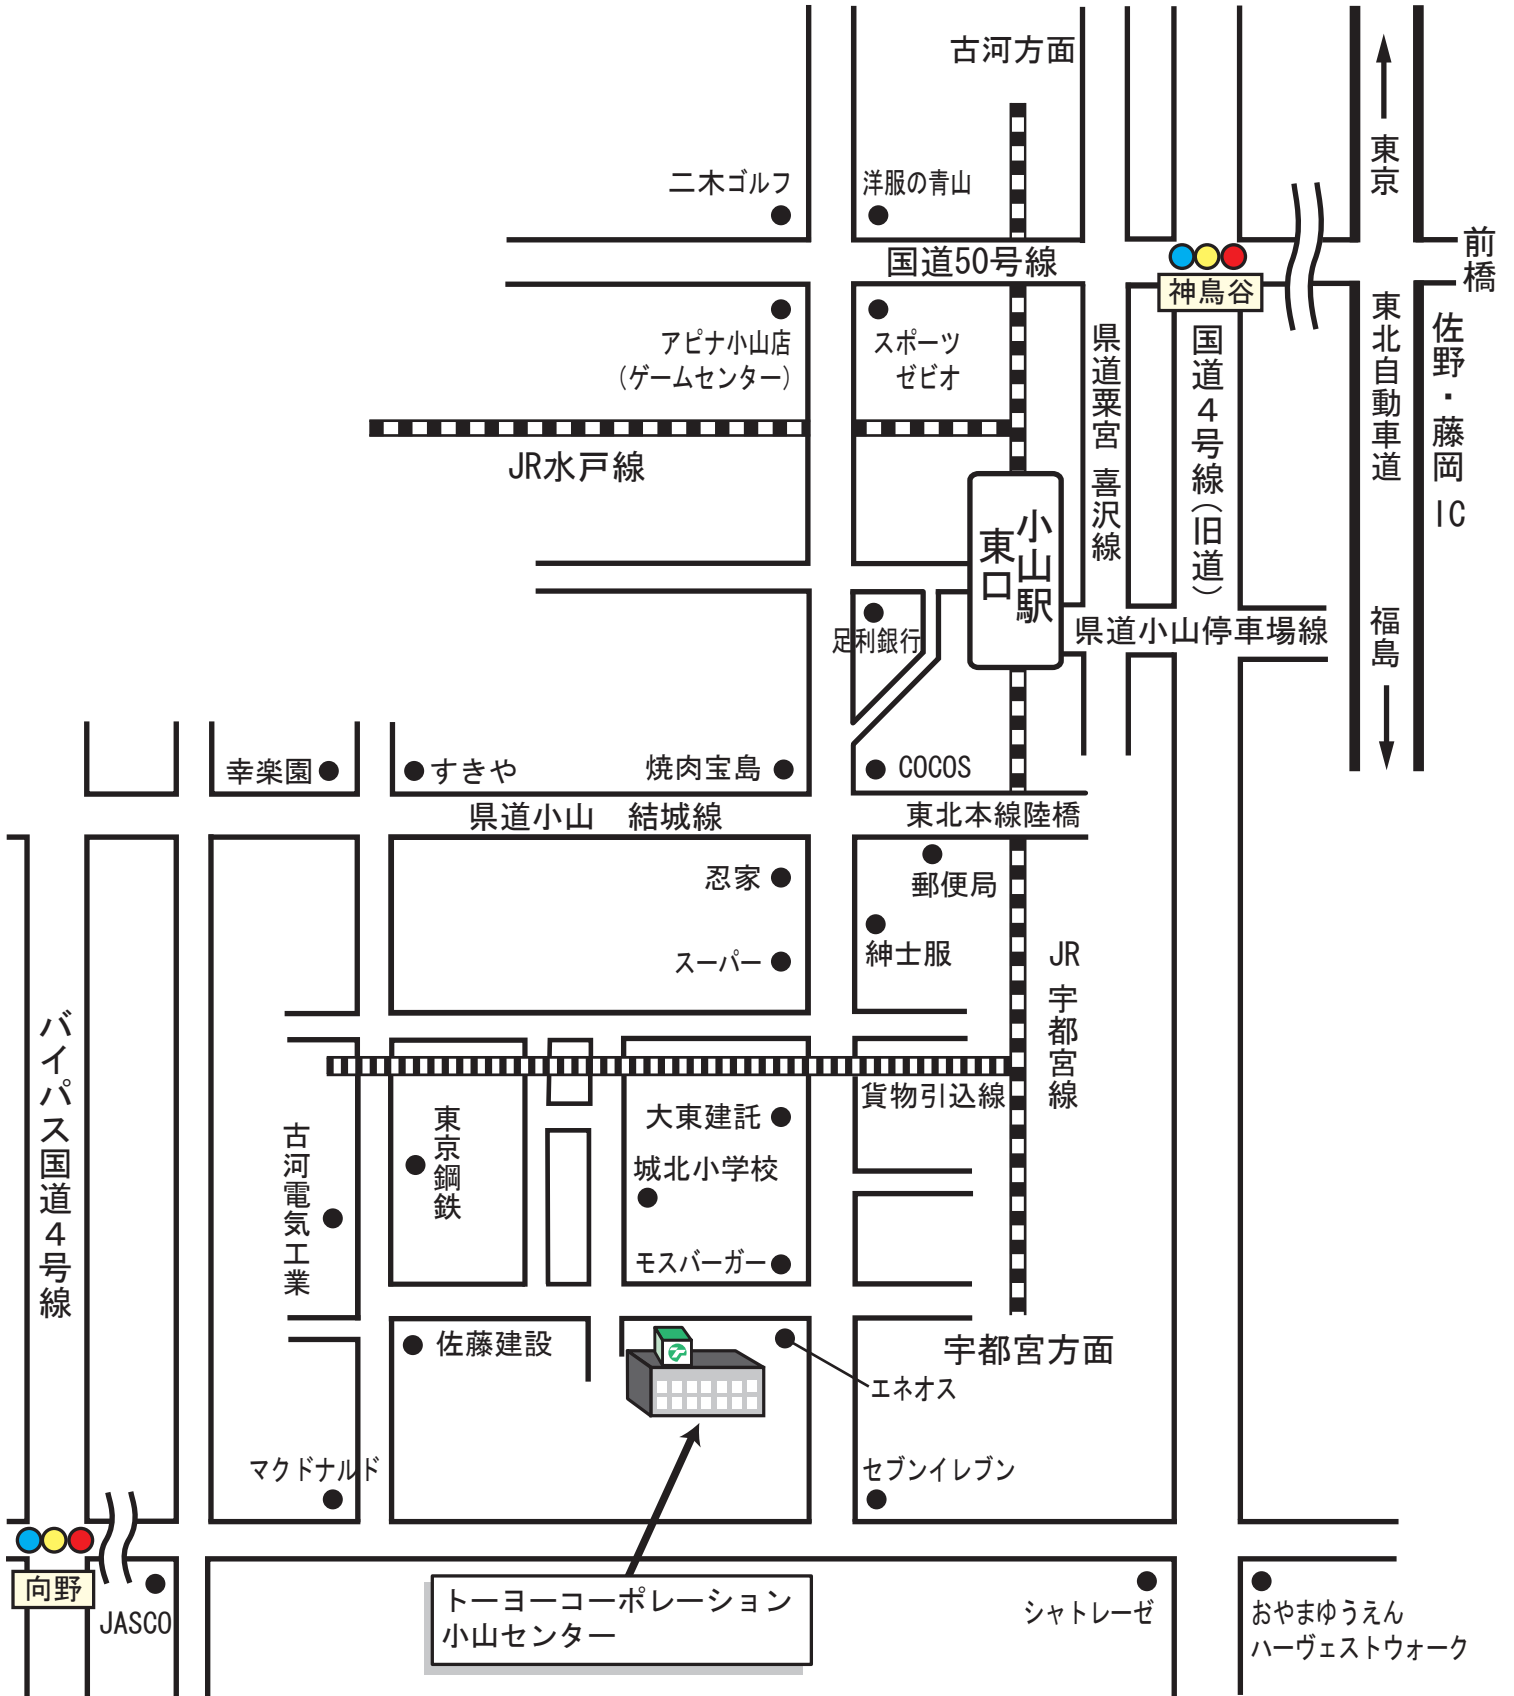 古河方面
東京
二木ゴルフ
洋服の青山
前橋
国道50号線
神鳥谷
アピナ小山店
(ゲームセンター)
スポーツ
ゼビオ
県道粟宮 喜沢線
国道4号線(旧道)
東北自動車道
佐野・藤岡 IC
JR水戸線
小山駅
東口
福島
足利銀行
県道小山停車場線
幸楽園
すきや
焼肉宝島
COCOS
県道小山 結城線
東北本線陸橋
忍家
郵便局
スーパー
紳士服
JR 宇都宮線
バイパス国道4号線
貨物引込線
大東建託
東京鋼鉄
古河電気工業
城北小学校
モスバーガー
佐藤建設
宇都宮方面
エネオス
マクドナルド
セブンイレブン
向野
JASCO
トーヨーコーポレーション
小山センター
シャトレーゼ
おやまゆうえん
ハーヴェストウォーク